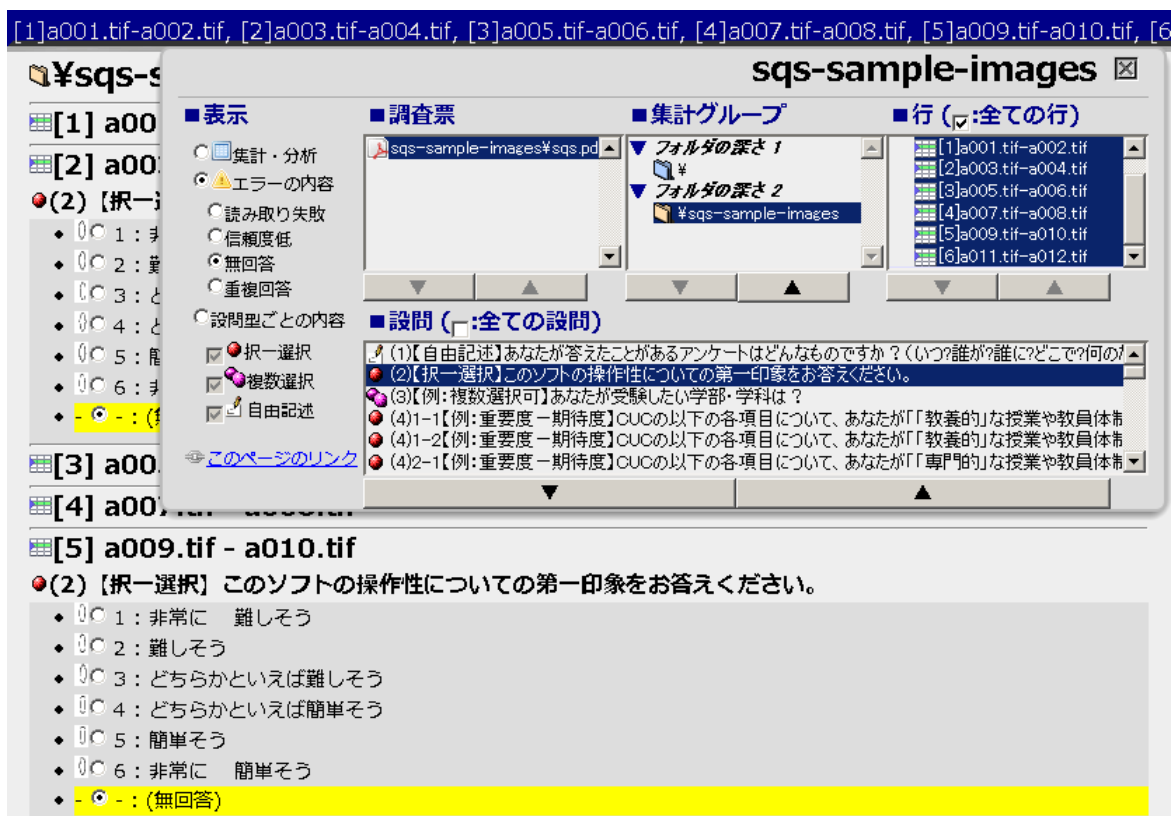 [1]a001.tif-a002.tif, [2]a003.tif-a004.tif, [3]a005.tif-a006.tif, [4]a007.tif-a008.tif, [5]a009.tif-a010.tif, [6
¥sqs-s
[1] a00
[2] a00
●(2)【択一
1 : 非
2 : 難
3 : と
4 : と
5 : 簡
6 : 非
- - : (無
[3] a00
[4] a007.tif - a008.tif
sqs-sample-images
■表示
集計・分析
エラーの内容
読み取り失敗
信頼度低
無回答
重複回答
設問型ごとの内容
択一選択
複数選択
自由記述
このページのリンク
■調査票
sqs-sample-images¥sqs.pd
▼ ▲
■集計グループ
▼ フォルダの深さ 1
¥
▼ フォルダの深さ 2
¥sqs-sample-images
▼ ▲
■行 (:全ての行)
[1]a001.tif-a002.tif
[2]a003.tif-a004.tif
[3]a005.tif-a006.tif
[4]a007.tif-a008.tif
[5]a009.tif-a010.tif
[6]a011.tif-a012.tif
▼ ▲
■設問 (:全ての設問)
(1)【自由記述】あなたが答えたことがあるアンケートはどんなものですか？(いつ?誰が?誰に?どこで?何の
(2)【択一選択】このソフトの操作性についての第一印象をお答えください。
(3)【例：複数選択可】あなたが受験したい学部・学科は？
(4)1-1【例：重要度－期待度】CUCの以下の各項目について、あなたが「「教養的」な授業や教員体制
(4)1-2【例：重要度－期待度】CUCの以下の各項目について、あなたが「「教養的」な授業や教員体制
(4)2-1【例：重要度－期待度】CUCの以下の各項目について、あなたが「「専門的」な授業や教員体制
▼ ▲
[5] a009.tif - a010.tif
●(2)【択一選択】このソフトの操作性についての第一印象をお答えください。
1 : 非常に　難しそう
2 : 難しそう
3 : どちらかといえば難しそう
4 : どちらかといえば簡単そう
5 : 簡単そう
6 : 非常に　簡単そう
- - : (無回答)